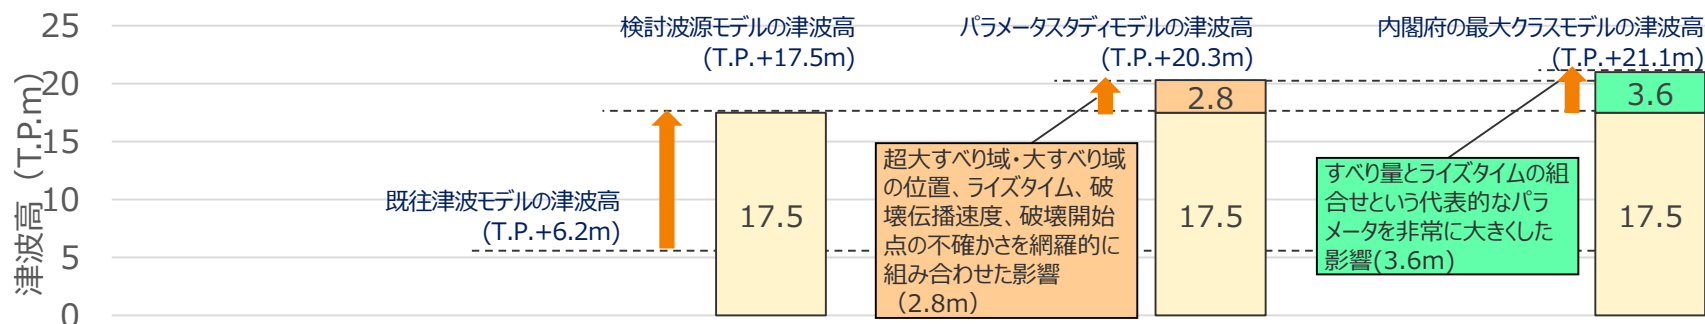 25
20
15
10
5
0
津波高（T.P.m）
検討波源モデルの津波高
(T.P.+17.5m)
パラメータスタディモデルの津波高
(T.P.+20.3m)
内閣府の最大クラスモデルの津波高
(T.P.+21.1m)
既往津波モデルの津波高
(T.P.+6.2m)
17.5
2.8
17.5
3.6
17.5
超大すべり域・大すべり域
の位置、ライズタイム、破
壊伝播速度、破壊開始
点の不確かさを網羅的に
組み合わせた影響
（2.8m）
すべり量とライズタイムの組
合せという代表的なパラ
メータを非常に大きくした
影響(3.6m)